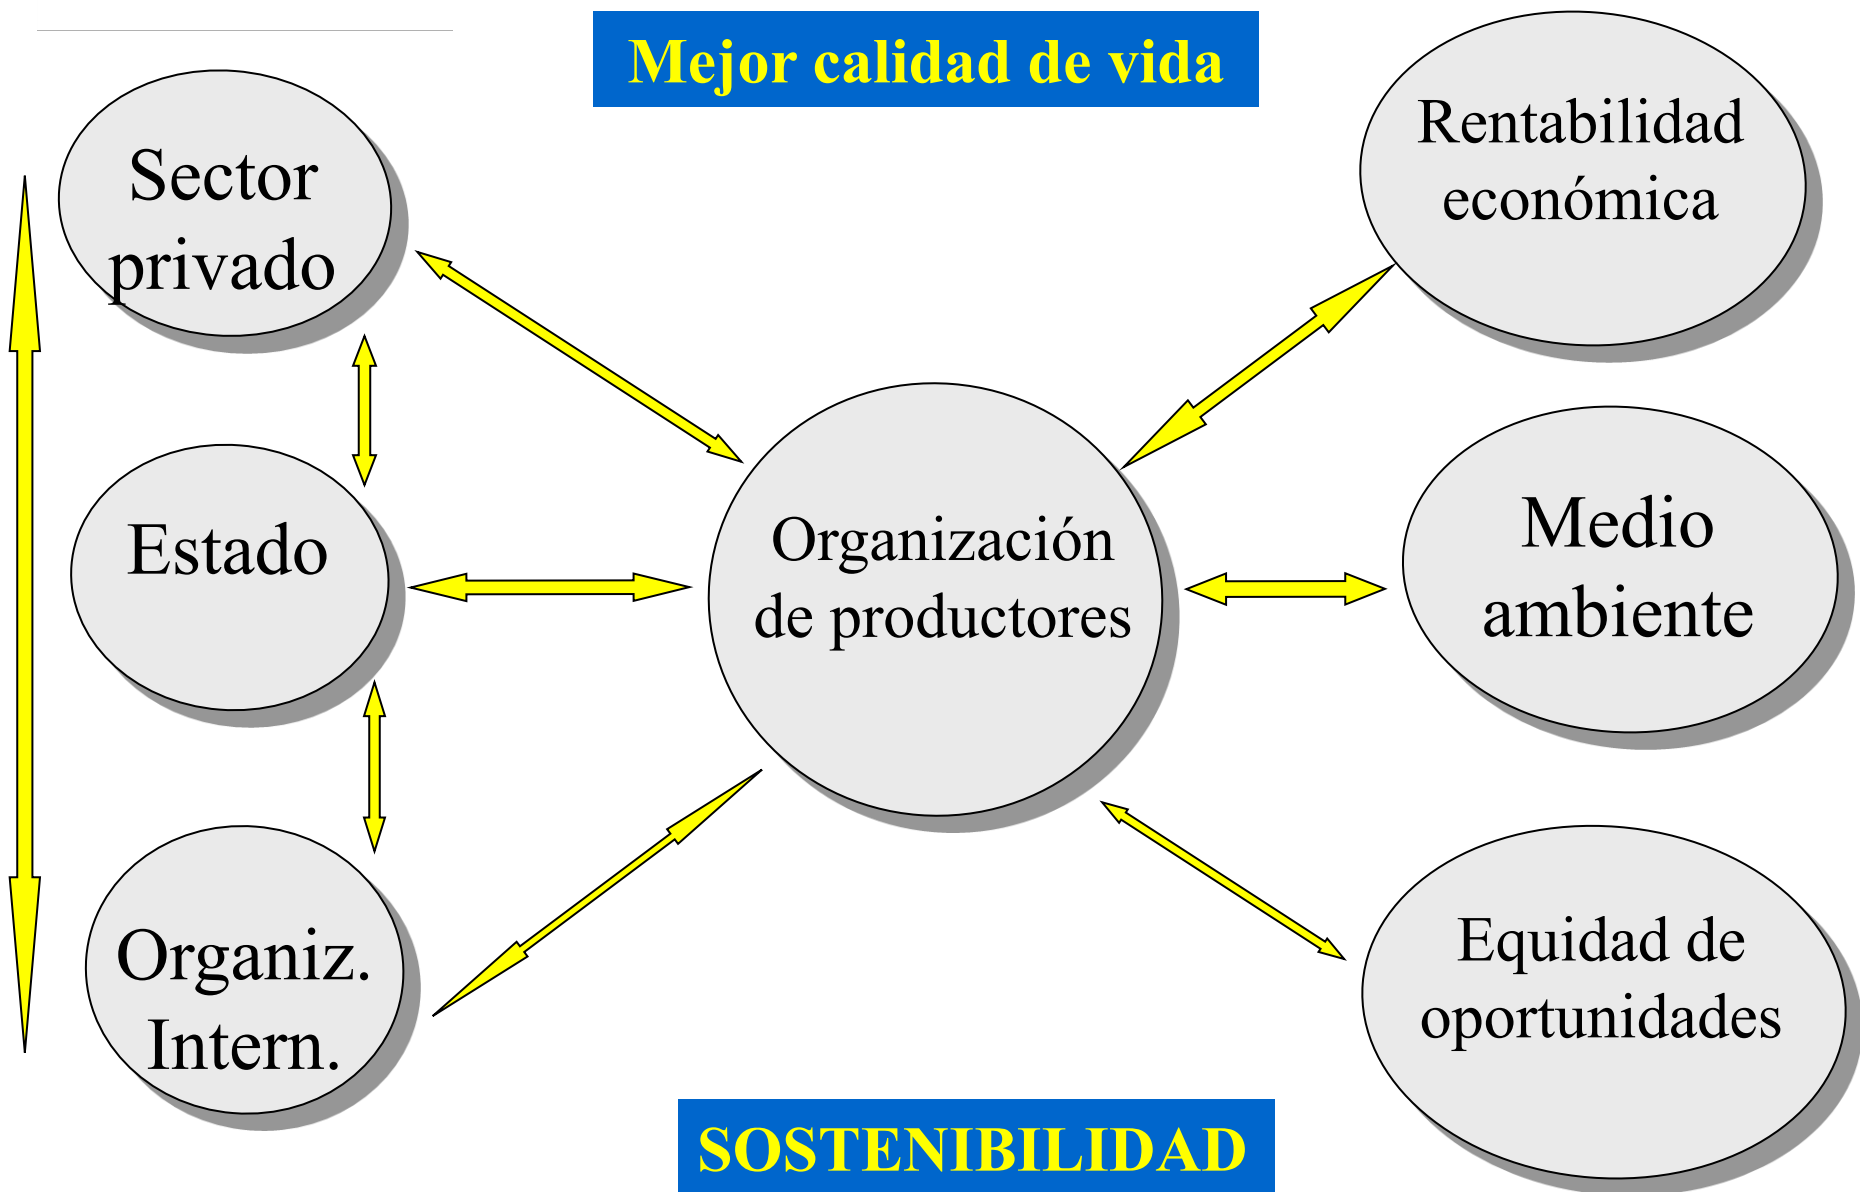 Mejor calidad de vida
Sector
privado
Rentabilidad
económica
Estado
Organización
de productores
Medio
ambiente
Organiz.
Intern.
Equidad de
oportunidades
SOSTENIBILIDAD